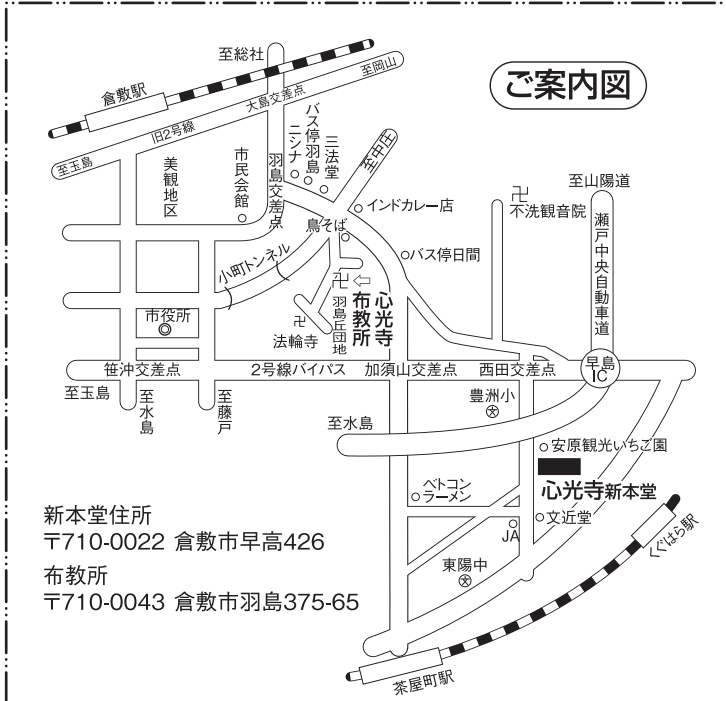 ご案内図
至総社
至岡山
倉敷駅
大島交差点
旧2号線
至玉島
美観地区
市民会館
羽島交差点
ニシナ
バス停羽島
三法堂
至中庄
インドカレー店
鳥そば
バス停日間
不洗観音院
至山陽道
瀬戸中央自動車道
小町トンネル
卍
卍⇦
卍
羽島丘団地
心光寺
布教所
法輪寺
市役所
笹沖交差点
2号線バイパス
加須山交差点
西田交差点
早島
IC
至玉島
至水島
至藤戸
豊洲小
至水島
安原観光いちご園
心光寺新本堂
ベトコン
ラーメン
文近堂
JA
東陽中
くぐはら駅
茶屋町駅
新本堂住所
〒710-0022 倉敷市早高426
布教所
〒710-0043 倉敷市羽島375-65